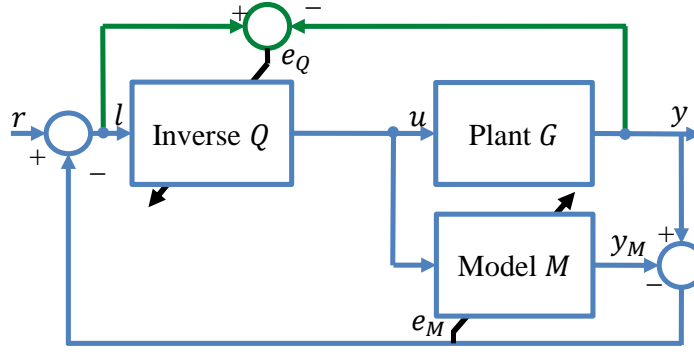 +
−
e_Q
r
l
Inverse Q
u
Plant G
y
+
−
+
y_M
Model M
−
e_M